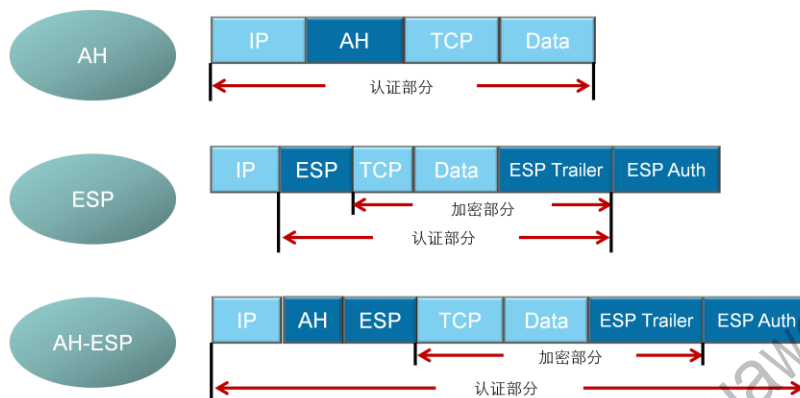 AH
IP AH TCP Data
认证部分
ESP
IP ESP TCP Data ESP Trailer ESP Auth
加密部分
认证部分
AH-ESP
IP AH ESP TCP Data ESP Trailer ESP Auth
加密部分
认证部分